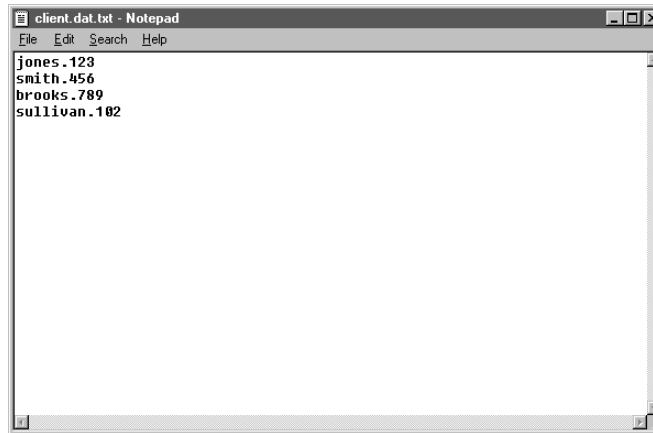 client.dat.txt - Notepad
File Edit Search Help
jones.123
smith.456
brooks.789
sullivan.102